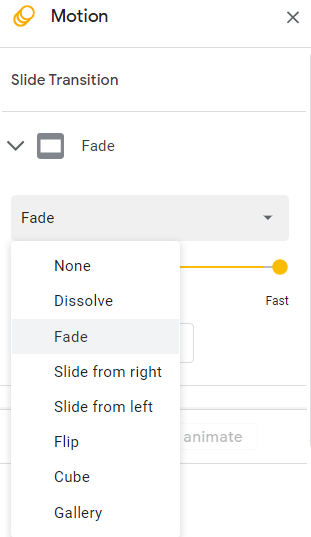 Motion
Slide Transition
Fade
Fade
None
Dissolve
Fast
Fade
Slide from right
Slide from left
Flip
animate
Cube
Gallery